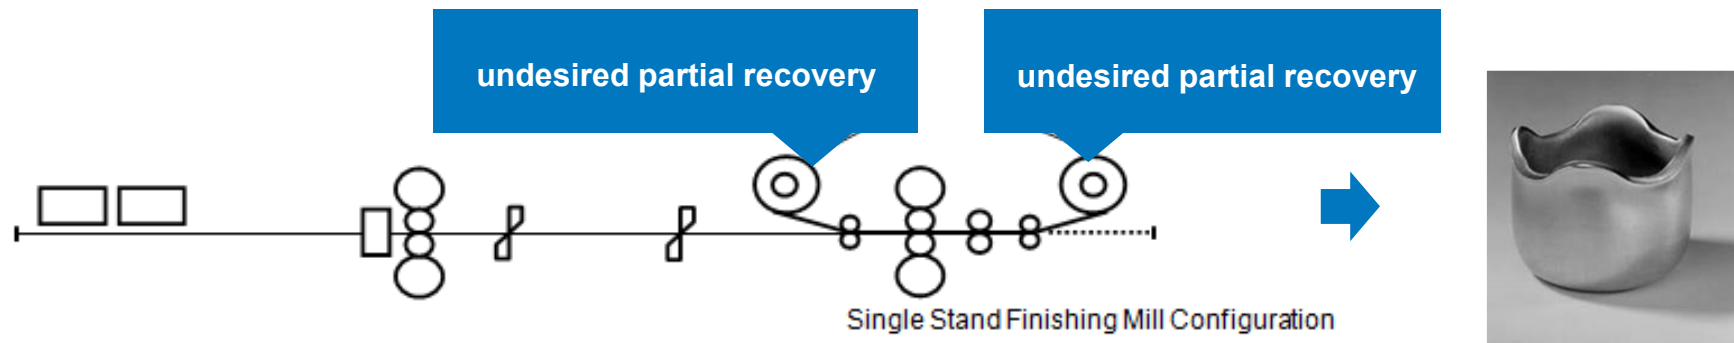 undesired partial recovery
undesired partial recovery
Single Stand Finishing Mill Configuration